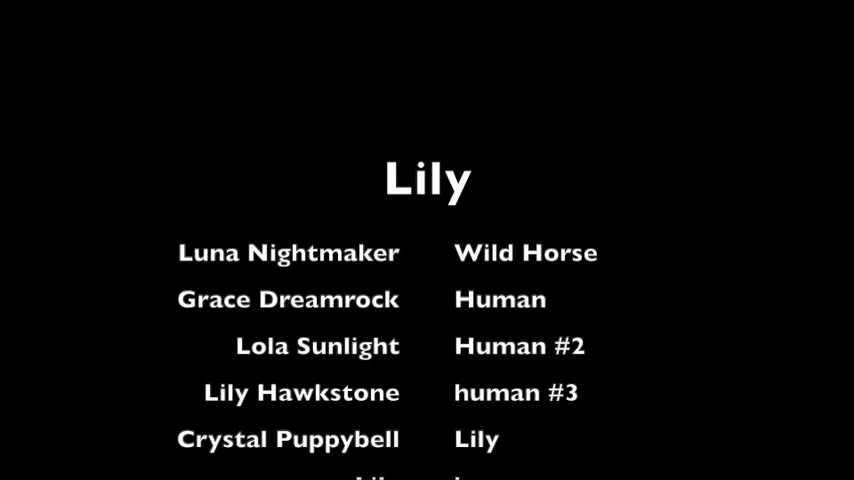 Lily
Luna Nightmaker Wild Horse
Grace Dreamrock Human
Lola Sunlight Human #2
Lily Hawkstone human #3
Crystal Puppybell Lily